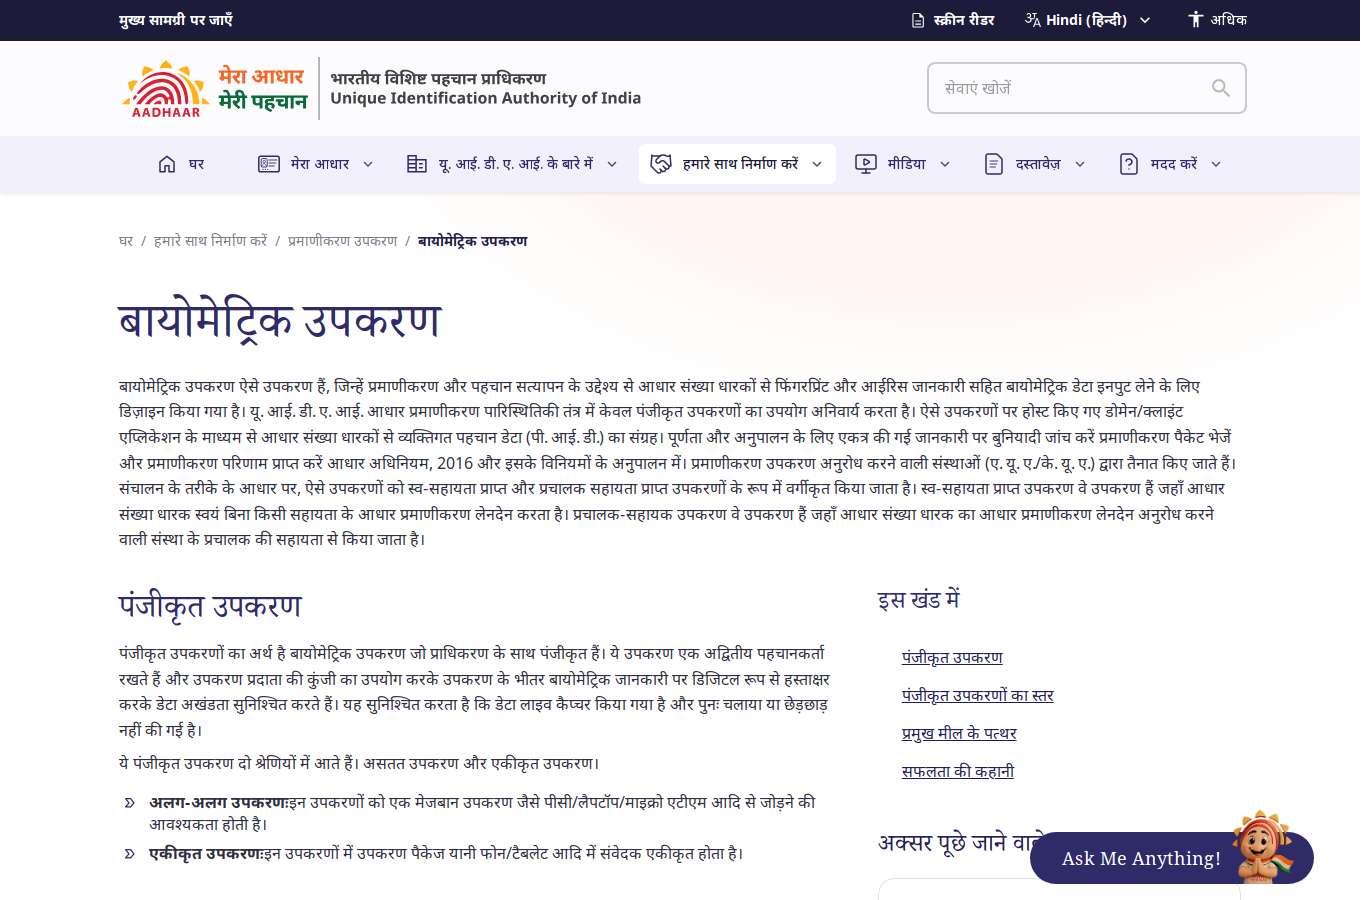 मुख्य सामग्री पर जाएँ
स्क्रीन रीडर
Hindi (हिन्दी)
अधिक
AADHAAR
मेरा आधार
मेरी पहचान
भारतीय विशिष्ट पहचान प्राधिकरण
Unique Identification Authority of India
सेवाएं खोजें
घर
मेरा आधार
यू. आई. डी. ए. आई. के बारे में
हमारे साथ निर्माण करें
मीडिया
दस्तावेज़
मदद करें
घर / हमारे साथ निर्माण करें / प्रमाणीकरण उपकरण / बायोमेट्रिक उपकरण
बायोमेट्रिक उपकरण
बायोमेट्रिक उपकरण ऐसे उपकरण हैं, जिन्हें प्रमाणीकरण और पहचान सत्यापन के उद्देश्य से आधार संख्या धारकों से फिंगरप्रिंट और आईरिस जानकारी सहित बायोमेट्रिक डेटा इनपुट लेने के लिए
डिज़ाइन किया गया है। यू. आई. डी. ए. आई. आधार प्रमाणीकरण पारिस्थितिकी तंत्र में केवल पंजीकृत उपकरणों का उपयोग अनिवार्य करता है। ऐसे उपकरणों पर होस्ट किए गए डोमेन/क्लाइंट
एप्लिकेशन के माध्यम से आधार संख्या धारकों से व्यक्तिगत पहचान डेटा (पी. आई. डी.) का संग्रह। पूर्णता और अनुपालन के लिए एकत्र की गई जानकारी पर बुनियादी जांच करें प्रमाणीकरण पैकेट भेजें
और प्रमाणीकरण परिणाम प्राप्त करें आधार अधिनियम, 2016 और इसके विनियमों के अनुपालन में। प्रमाणीकरण उपकरण अनुरोध करने वाली संस्थाओं (ए. यू. ए./के. यू. ए.) द्वारा तैनात किए जाते हैं।
संचालन के तरीके के आधार पर, ऐसे उपकरणों को स्व-सहायता प्राप्त और प्रचालक सहायता प्राप्त उपकरणों के रूप में वर्गीकृत किया जाता है। स्व-सहायता प्राप्त उपकरण वे उपकरण हैं जहाँ आधार
संख्या धारक स्वयं बिना किसी सहायता के आधार प्रमाणीकरण लेनदेन करता है। प्रचालक-सहायक उपकरण वे उपकरण हैं जहाँ आधार संख्या धारक का आधार प्रमाणीकरण लेनदेन अनुरोध करने
वाली संस्था के प्रचालक की सहायता से किया जाता है।
पंजीकृत उपकरण
पंजीकृत उपकरणों का अर्थ है बायोमेट्रिक उपकरण जो प्राधिकरण के साथ पंजीकृत हैं। ये उपकरण एक अद्वितीय पहचानकर्ता
रखते हैं और उपकरण प्रदाता की कुंजी का उपयोग करके उपकरण के भीतर बायोमेट्रिक जानकारी पर डिजिटल रूप से हस्ताक्षर
करके डेटा अखंडता सुनिश्चित करते हैं। यह सुनिश्चित करता है कि डेटा लाइव कैप्चर किया गया है और पुनः चलाया या छेड़छाड़
नहीं की गई है।
ये पंजीकृत उपकरण दो श्रेणियों में आते हैं। असतत उपकरण और एकीकृत उपकरण।
अलग-अलग उपकरणः इन उपकरणों को एक मेजबान उपकरण जैसे पीसी/लैपटॉप/माइक्रो एटीएम आदि से जोड़ने की
आवश्यकता होती है।
एकीकृत उपकरणः इन उपकरणों में उपकरण पैकेज यानी फोन/टैबलेट आदि में संवेदक एकीकृत होता है।
इस खंड में
पंजीकृत उपकरण
पंजीकृत उपकरणों का स्तर
प्रमुख मील के पत्थर
सफलता की कहानी
अक्सर पूछे जाने
Ask Me Anything!